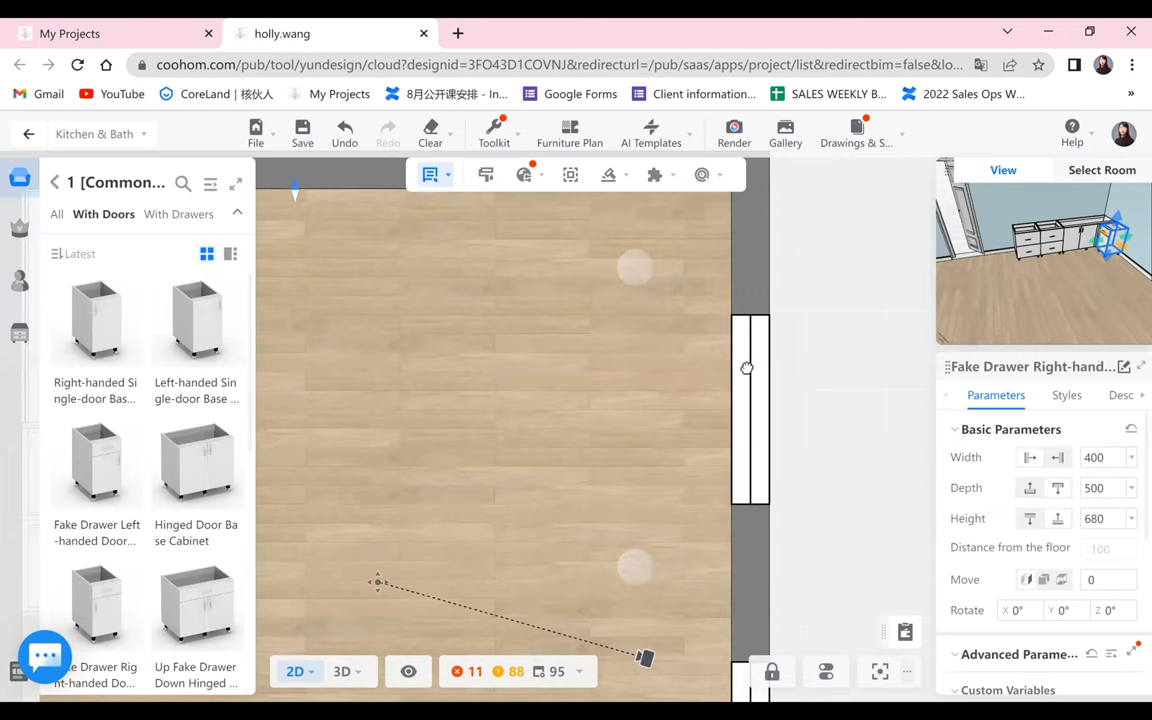 My Projects
holly.wang
coohom.com/pub/tool/yundesign/cloud?designid=3FO43D1COVNJ&redirecturl=/pub/saas/apps/project/list&redirectbim=false&lo...
Gmail
YouTube
CoreLand | 核伙人
My Projects
8月公开课安排 - In...
Google Forms
Client information...
SALES WEEKLY B...
2022 Sales Ops W...
»
Kitchen & Bath
File
Save
Undo
Redo
Clear
Toolkit
Furniture Plan
AI Templates
Render
Gallery
Drawings & S...
Help
1 [Common...
All With Doors With Drawers
Latest
Right-handed Si
ngle-door Bas...
Left-handed Sin
gle-door Base ...
Fake Drawer Left
-handed Door...
Hinged Door Ba
se Cabinet
Fake Drawer Rig
ht-handed Do...
Up Fake Drawer
Down Hinged ...
2D
3D
11
88
95
View
Select Room
Fake Drawer Right-hand...
Parameters
Styles
Desc
Basic Parameters
Width
400
Depth
500
Height
680
Distance from the floor
100
Move
0
Rotate
X 0°
Y 0°
Z 0°
Advanced Parame...
Custom Variables